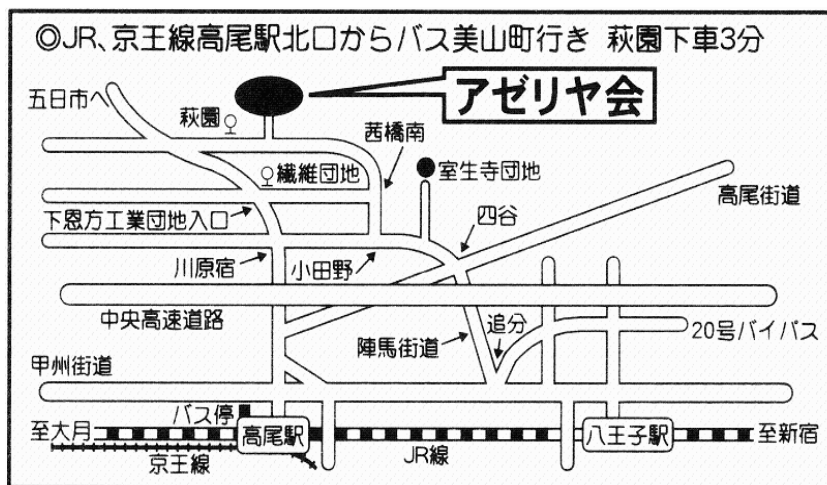 ◎JR、京王線高尾駅北口からバス美山町行き 萩園下車3分
アゼリヤ会
五日市へ
萩園
茜橋南
繊維団地
室生寺団地
高尾街道
下恩方工業団地入口
四谷
川原宿
小田野
中央高速道路
陣馬街道
追分
20号バイパス
甲州街道
バス停
至大月
高尾駅
八王子駅
至新宿
京王線
JR線